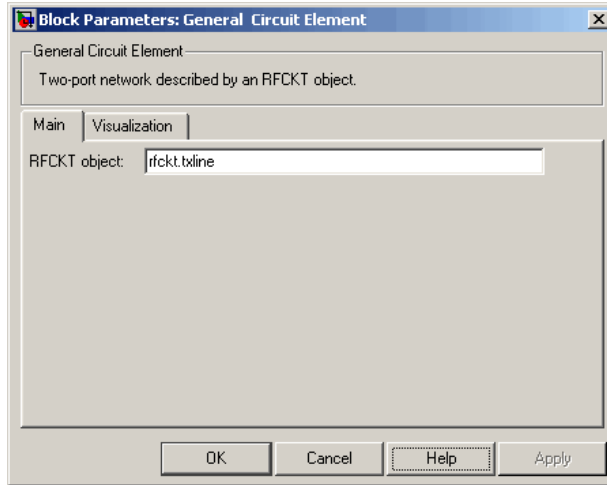 Block Parameters: General Circuit Element
General Circuit Element
Two-port network described by an RFCKT object.
Main Visualization
RFCKT object: rfckt.txline
OK Cancel Help Apply